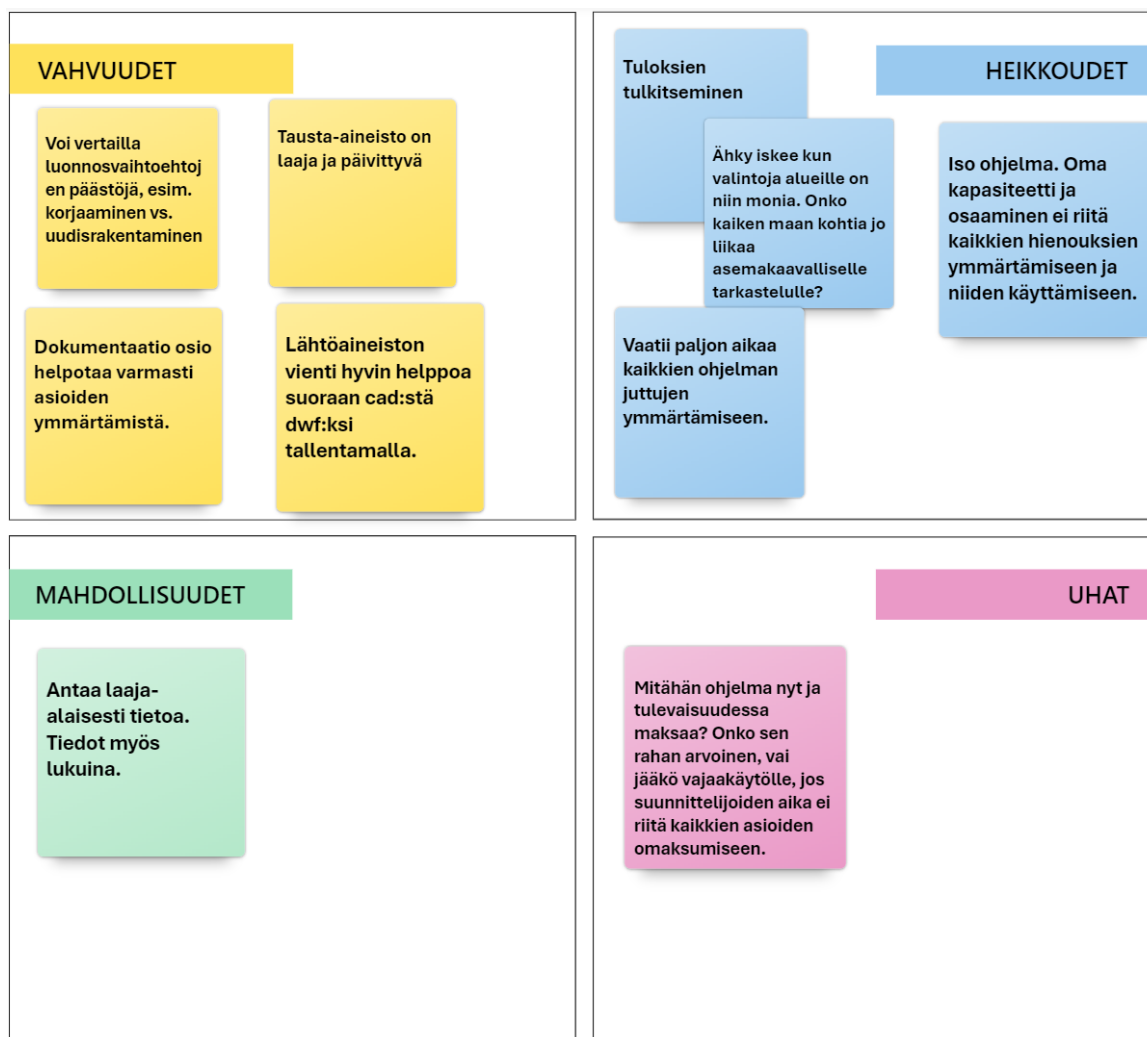 VAHVUUDET
Voi vertailla
luonnosvaihtoehtoj
en päästöjä, esim.
korjaaminen vs.
uudisrakentaminen
Tausta-aineisto on
laaja ja päivittyvä
Dokumentaatio osio
helpotaa varmasti
asioiden
ymmärtämistä.
Lähtöaineiston
vienti hyvin helppoa
suoraan cad:stä
dwf:ksi
tallentamalla.
HEIKKOUDET
Tuloksien
tulkitseminen
Ähky iskee kun
valintoja alueille on
niin monia. Onko
kaiken maan kohtia jo
liikaa
asemakaavalliselle
tarkastelulle?
Iso ohjelma. Oma
kapasiteetti ja
osaaminen ei riitä
kaikkien hienouksien
ymmärtämiseen ja
niiden käyttämiseen.
Vaatii paljon aikaa
kaikkien ohjelman
juttujen
ymmärtämiseen.
MAHDOLLISUUDET
Antaa laaja-
alaisesti tietoa.
Tiedot myös
lukuina.
UHAT
Mitähän ohjelma nyt ja
tulevaisuudessa
maksaa? Onko sen
rahan arvoinen, vai
jääkö vajaakäytölle, jos
suunnittelijoiden aika ei
riitä kaikkien asioiden
omaksumiseen.